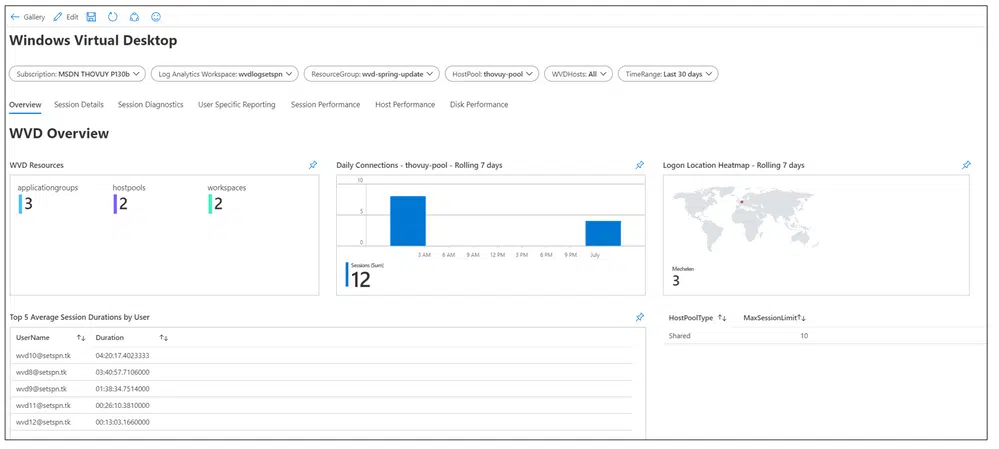 Gallery Edit
Windows Virtual Desktop
Subscription: MSDN THOVUY P130b Log Analytics Workspace: wvdlogsetspn ResourceGroup: wvd-spring-update HostPool: thovuy-pool WVDHosts: All TimeRange: Last 30 days
Overview Session Details Session Diagnostics User Specific Reporting Session Performance Host Performance Disk Performance
WVD Overview
WVD Resources
applicationgroups hostpools workspaces
3 2 2
Daily Connections - thovuy-pool - Rolling 7 days
10
5
0
3 AM 6 AM 9 AM 12 PM 3 PM 6 PM 9 PM July
Sessions (Sum)
12
Logon Location Heatmap - Rolling 7 days
Mechelen
3
Top 5 Average Session Durations by User
UserName Duration
wvd10@setspn.tk 04:20:17.4023333
wvd8@setspn.tk 03:40:57.7106000
wvd9@setspn.tk 01:38:34.7514000
wvd11@setspn.tk 00:26:10.3810000
wvd12@setspn.tk 00:13:03.1660000
HostPoolType MaxSessionLimit
Shared 10